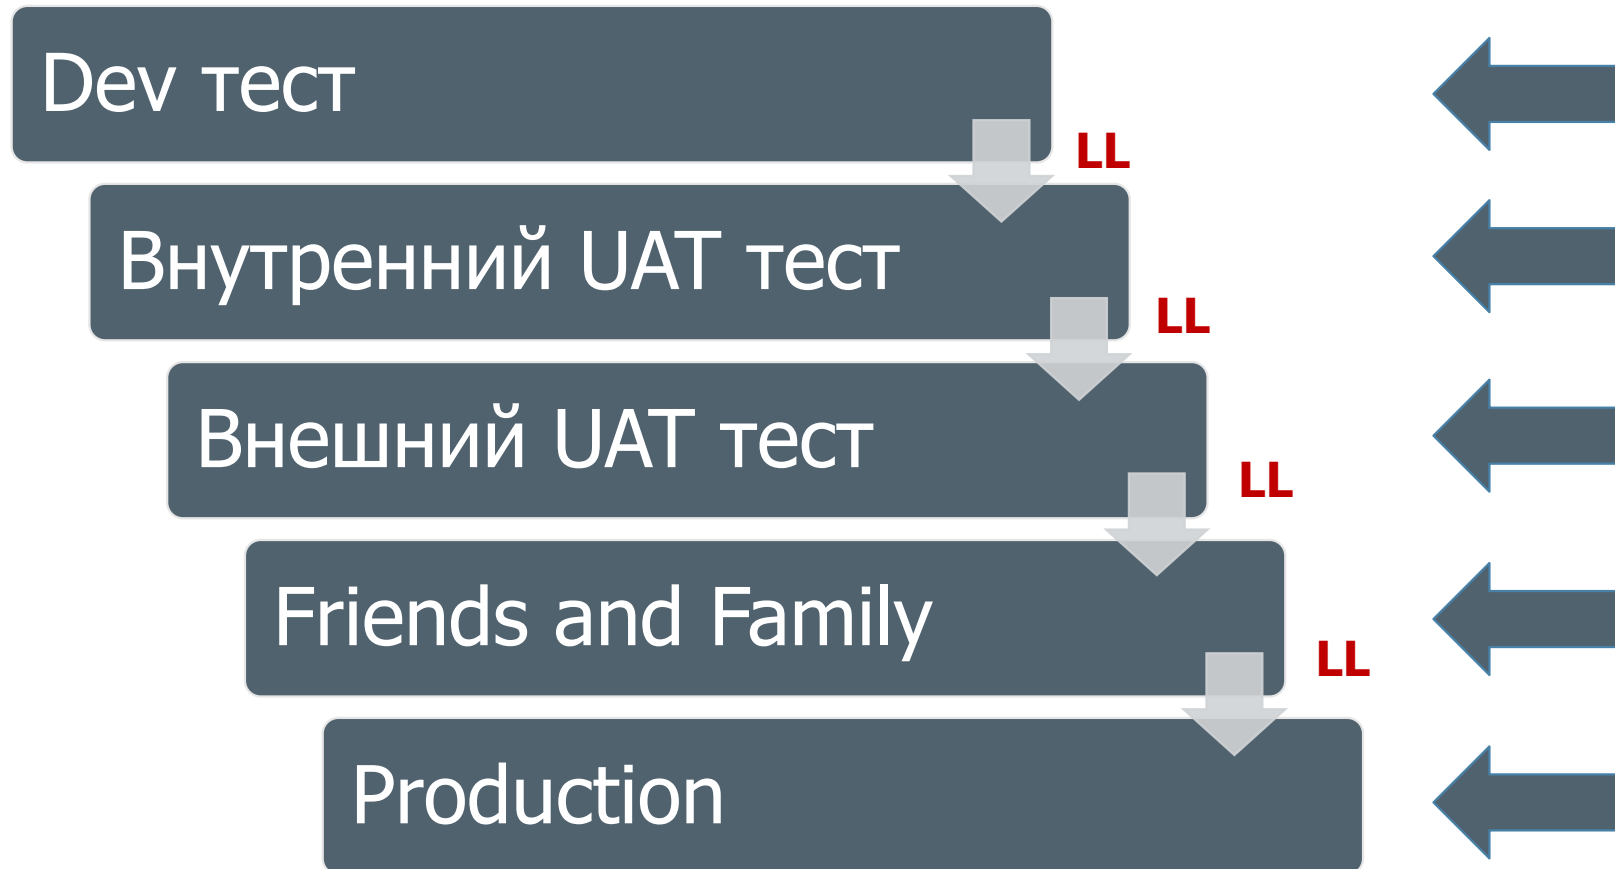 Dev тест
LL
Внутренний UAT тест
LL
Внешний UAT тест
LL
Friends and Family
LL
Production